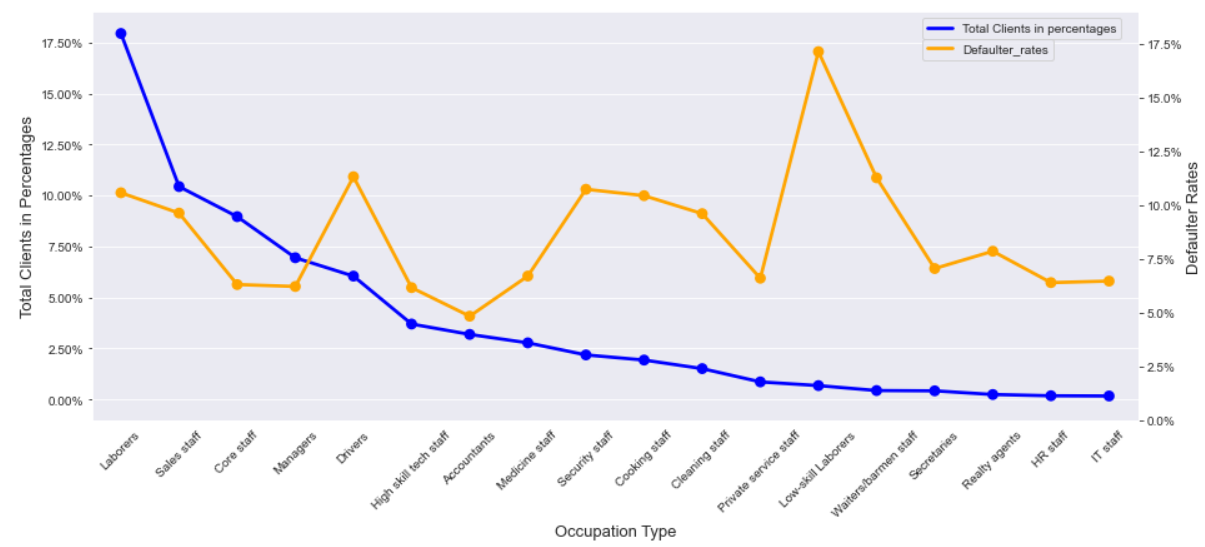 Total Clients in percentages
Defaulter_rates
Total Clients in Percentages
17.50%
15.00%
12.50%
10.00%
7.50%
5.00%
2.50%
0.00%
17.5%
15.0%
12.5%
10.0%
7.5%
5.0%
2.5%
0.0%
Defaulter Rates
Laborers
Sales staff
Core staff
Managers
Drivers
High skill tech staff
Accountants
Medicine staff
Security staff
Cooking staff
Cleaning staff
Private service staff
Low-skill Laborers
Waiters/barmen staff
Secretaries
Realty agents
HR staff
IT staff
Occupation Type